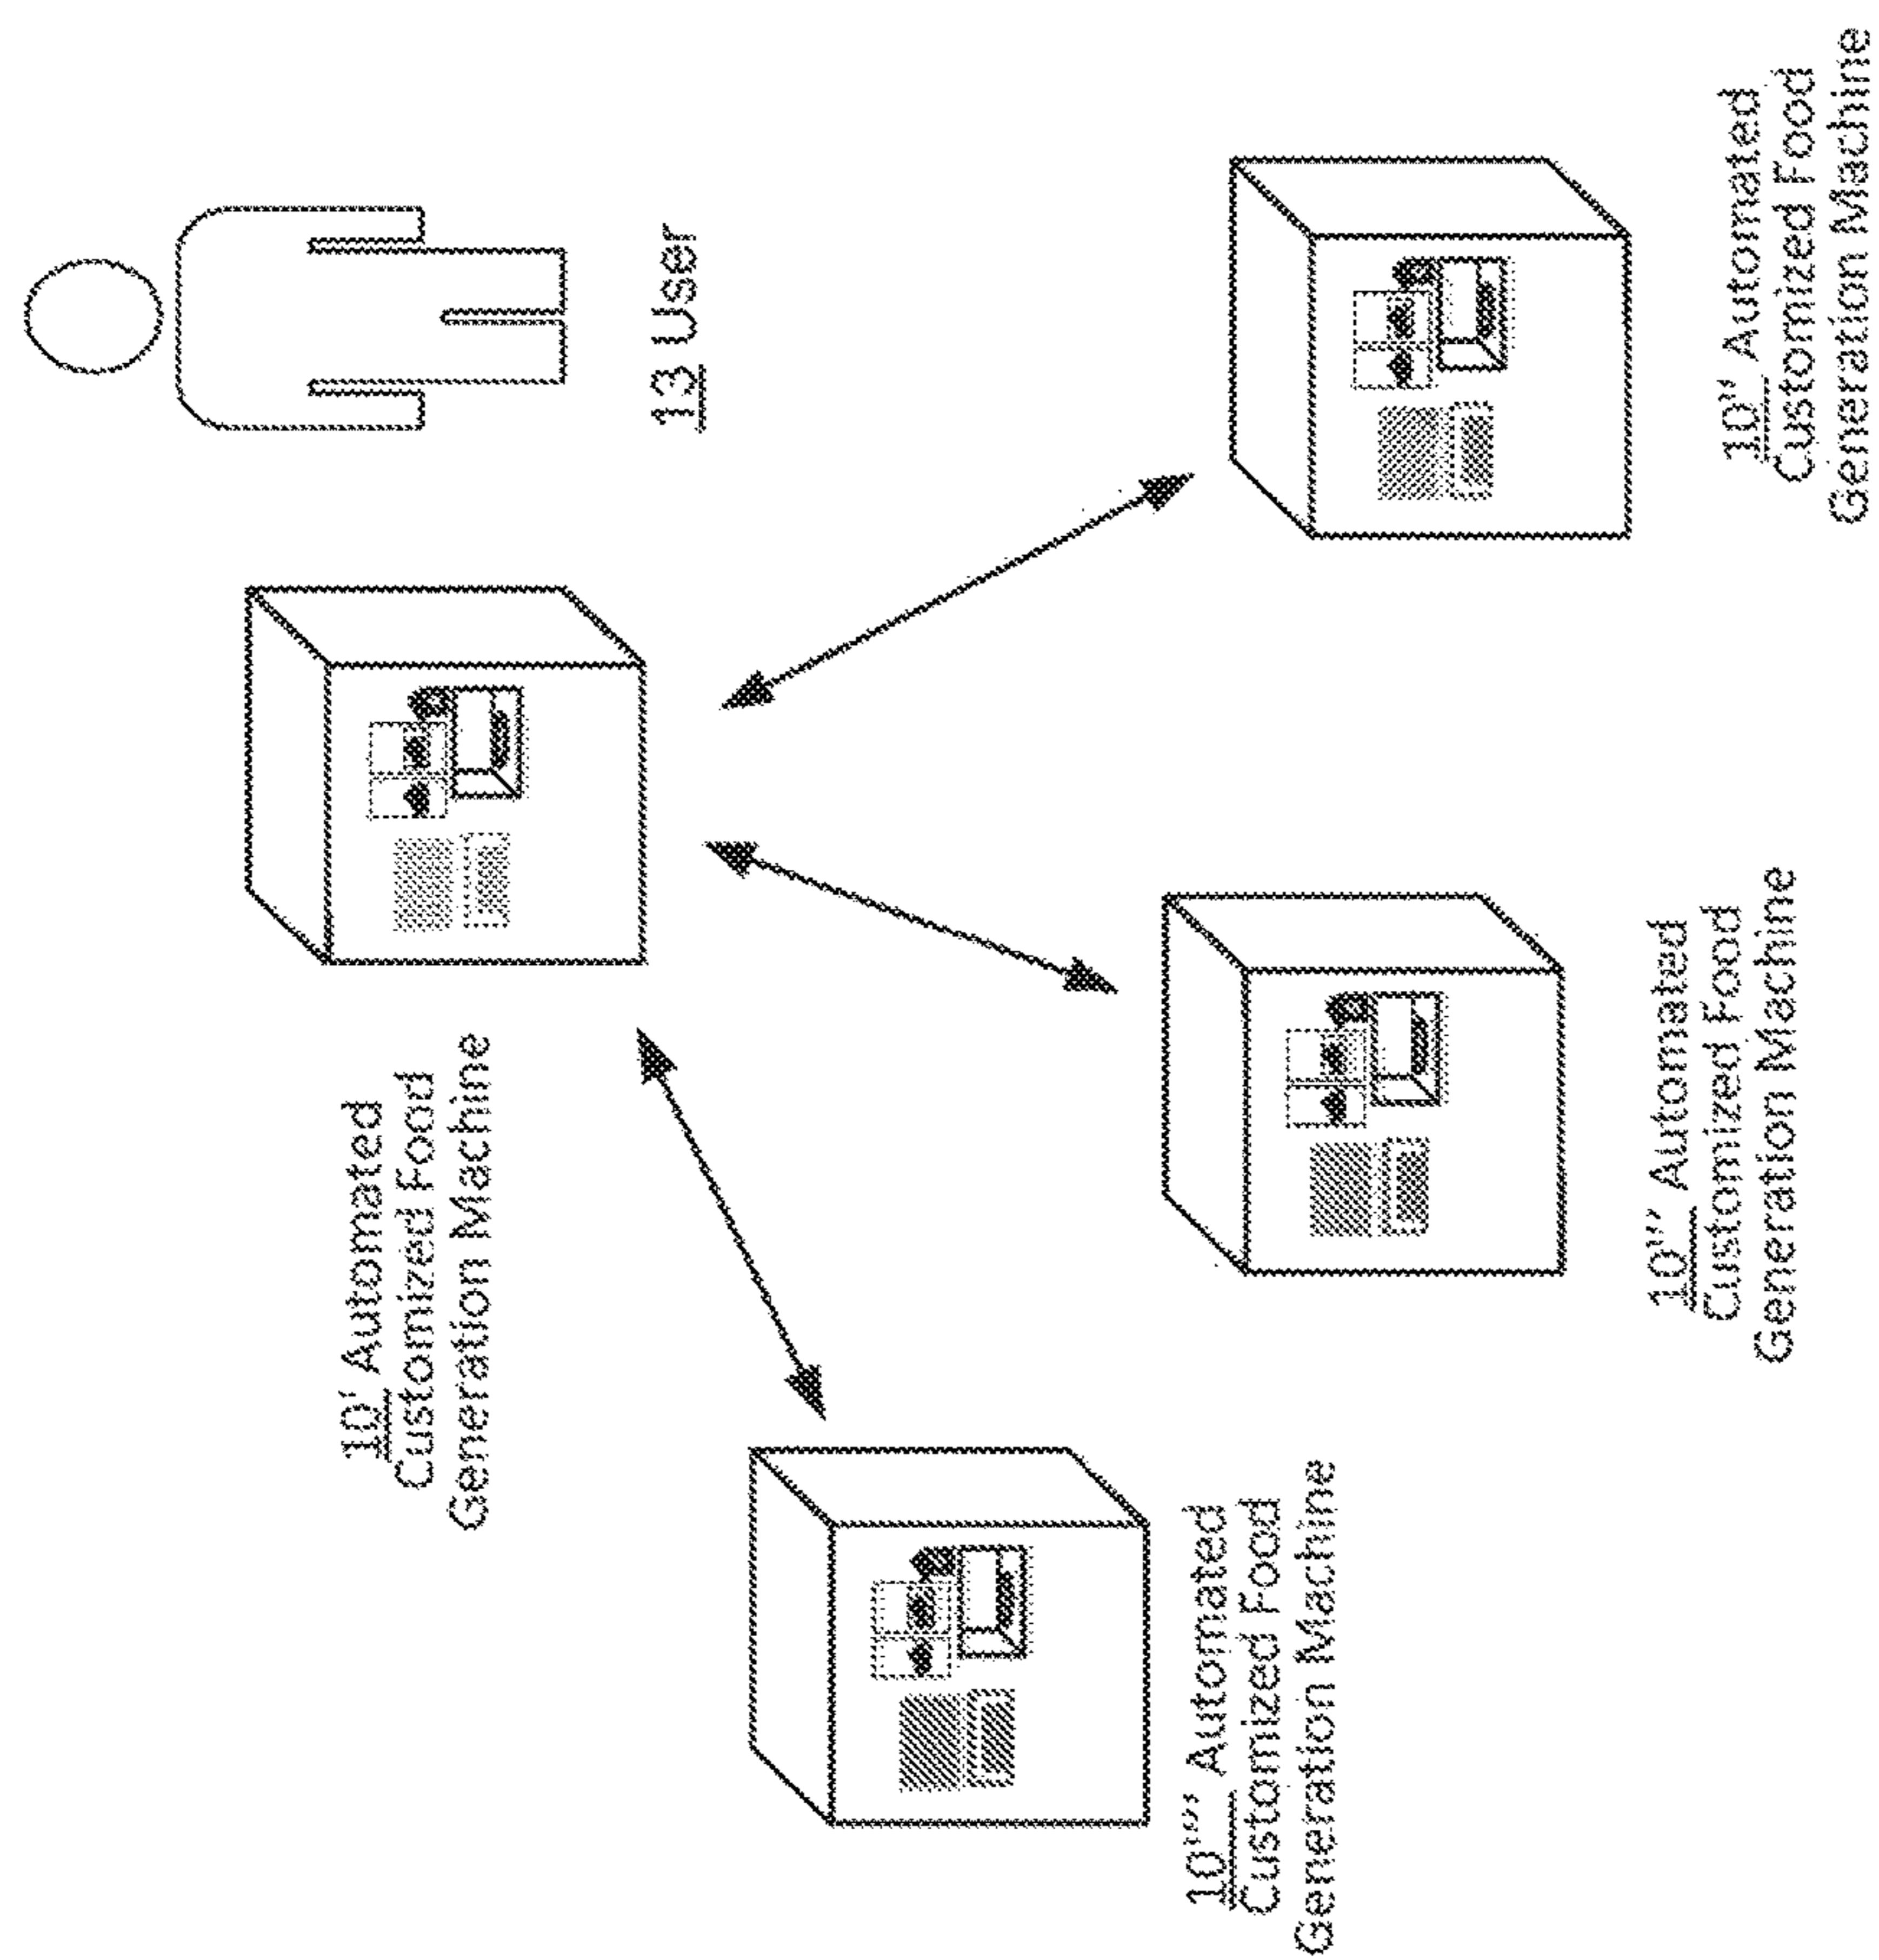 10' Automated
Customized Food
Generation Machine
13 User
10'''' Automated
Customized Food
Generation Machine
10''' Automated
Customized Food
Generation Machine
10'' Automated
Customized Food
Generation Machine